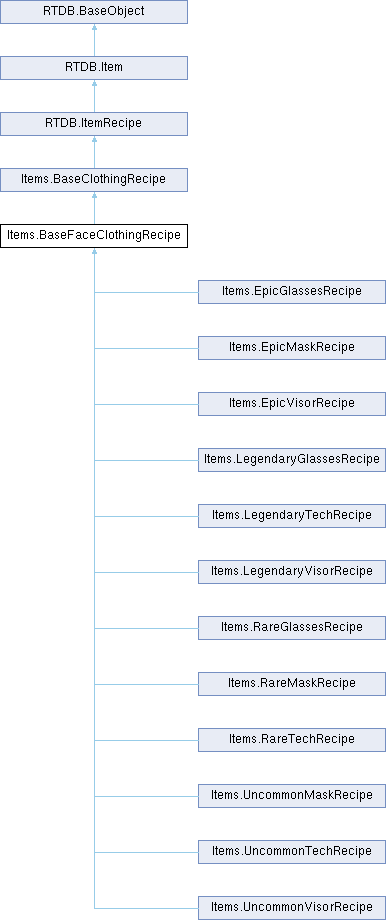 RTDB.BaseObject
RTDB.Item
RTDB.ItemRecipe
Items.BaseClothingRecipe
Items.BaseFaceClothingRecipe
Items.EpicGlassesRecipe
Items.EpicMaskRecipe
Items.EpicVisorRecipe
Items.LegendaryGlassesRecipe
Items.LegendaryTechRecipe
Items.LegendaryVisorRecipe
Items.RareGlassesRecipe
Items.RareMaskRecipe
Items.RareTechRecipe
Items.UncommonMaskRecipe
Items.UncommonTechRecipe
Items.UncommonVisorRecipe